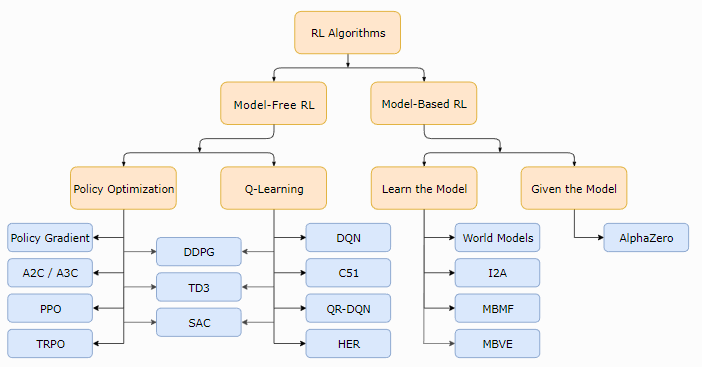 RL Algorithms
Model-Free RL
Model-Based RL
Policy Optimization
Q-Learning
Learn the Model
Given the Model
Policy Gradient
DQN
World Models
AlphaZero
DDPG
A2C / A3C
C51
I2A
TD3
PPO
QR-DQN
MBMF
SAC
TRPO
HER
MBVE